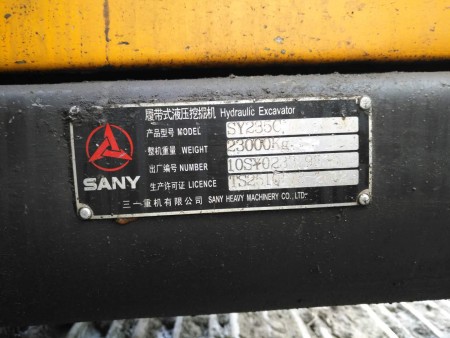 履带式液压挖掘机 Hydraulic Excavator
产品型号 MODEL SY235C
整机重量 WEIGHT 23000Kg
出厂编号 NUMBER
生产许可证 LICENCE
SANY
三一重机有限公司 SANY HEAVY MACHINERY CO., LTD.